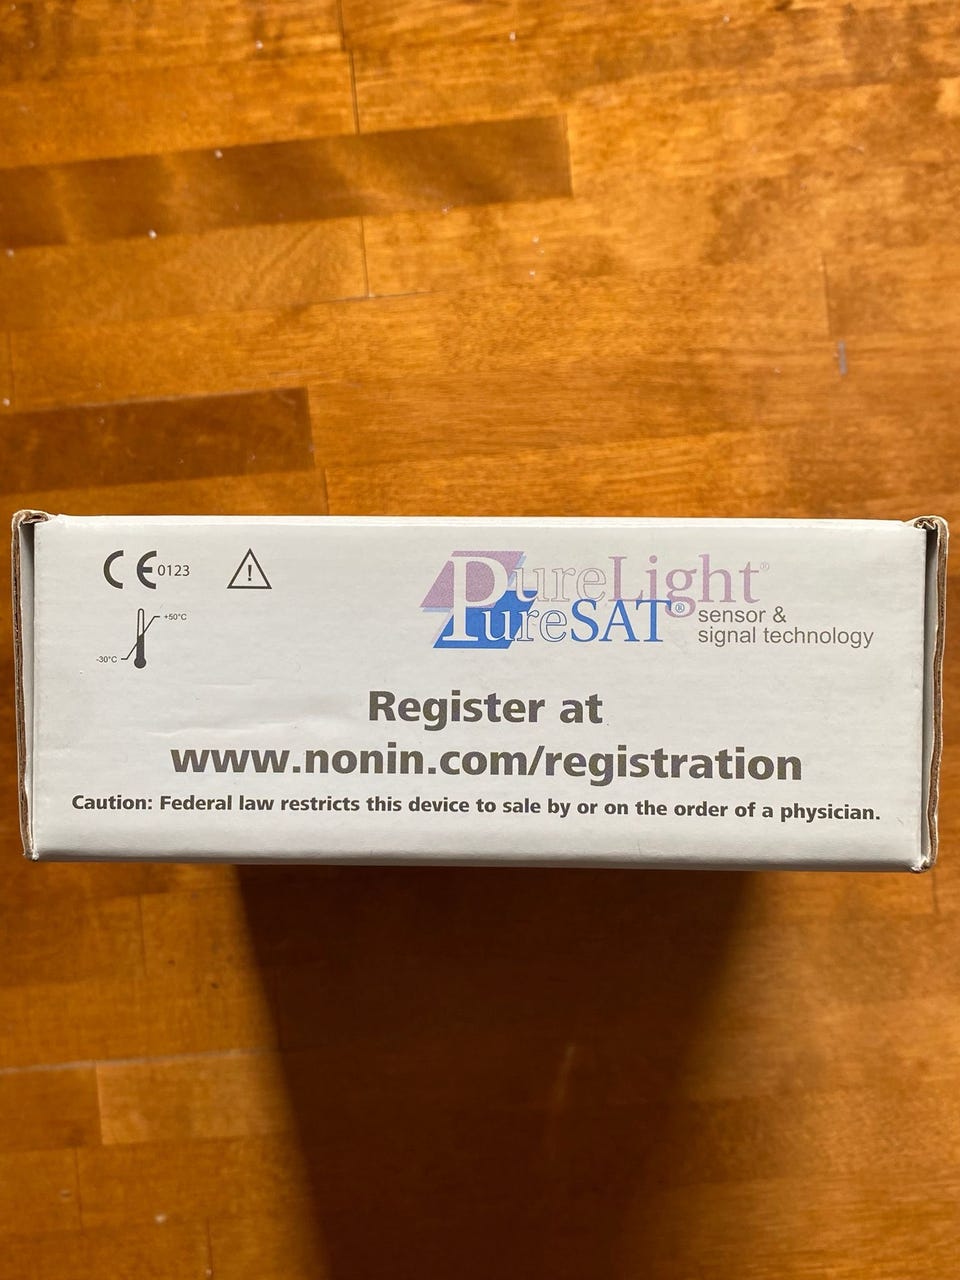 CE 0123
!
+50°C
-30°C
PureLight®
PureSAT®
sensor &
signal technology
Register at
www.nonin.com/registration
Caution: Federal law restricts this device to sale by or on the order of a physician.